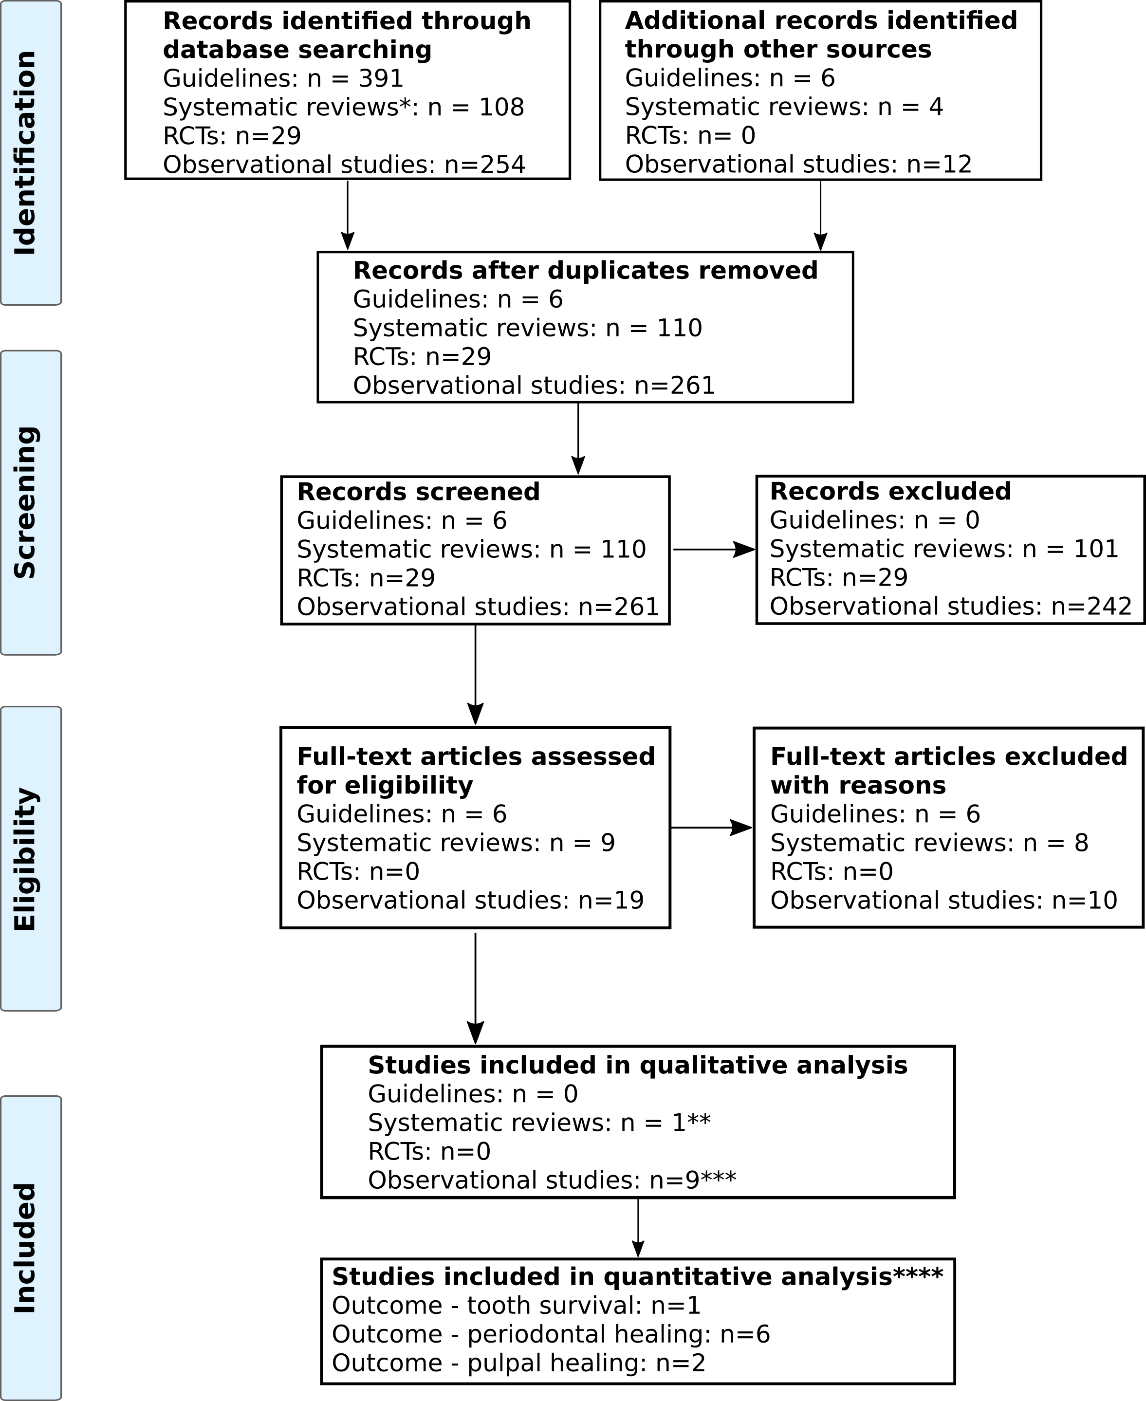 Identification
Records identified through
database searching
Guidelines: n = 391
Systematic reviews*: n = 108
RCTs: n=29
Observational studies: n=254
Additional records identified
through other sources
Guidelines: n = 6
Systematic reviews: n = 4
RCTs: n= 0
Observational studies: n=12
Records after duplicates removed
Guidelines: n = 6
Systematic reviews: n = 110
RCTs: n=29
Observational studies: n=261
Screening
Records screened
Guidelines: n = 6
Systematic reviews: n = 110
RCTs: n=29
Observational studies: n=261
Records excluded
Guidelines: n = 0
Systematic reviews: n = 101
RCTs: n=29
Observational studies: n=242
Eligibility
Full-text articles assessed
for eligibility
Guidelines: n = 6
Systematic reviews: n = 9
RCTs: n=0
Observational studies: n=19
Full-text articles excluded
with reasons
Guidelines: n = 6
Systematic reviews: n = 8
RCTs: n=0
Observational studies: n=10
Included
Studies included in qualitative analysis
Guidelines: n = 0
Systematic reviews: n = 1**
RCTs: n=0
Observational studies: n=9***
Studies included in quantitative analysis****
Outcome - tooth survival: n=1
Outcome - periodontal healing: n=6
Outcome - pulpal healing: n=2